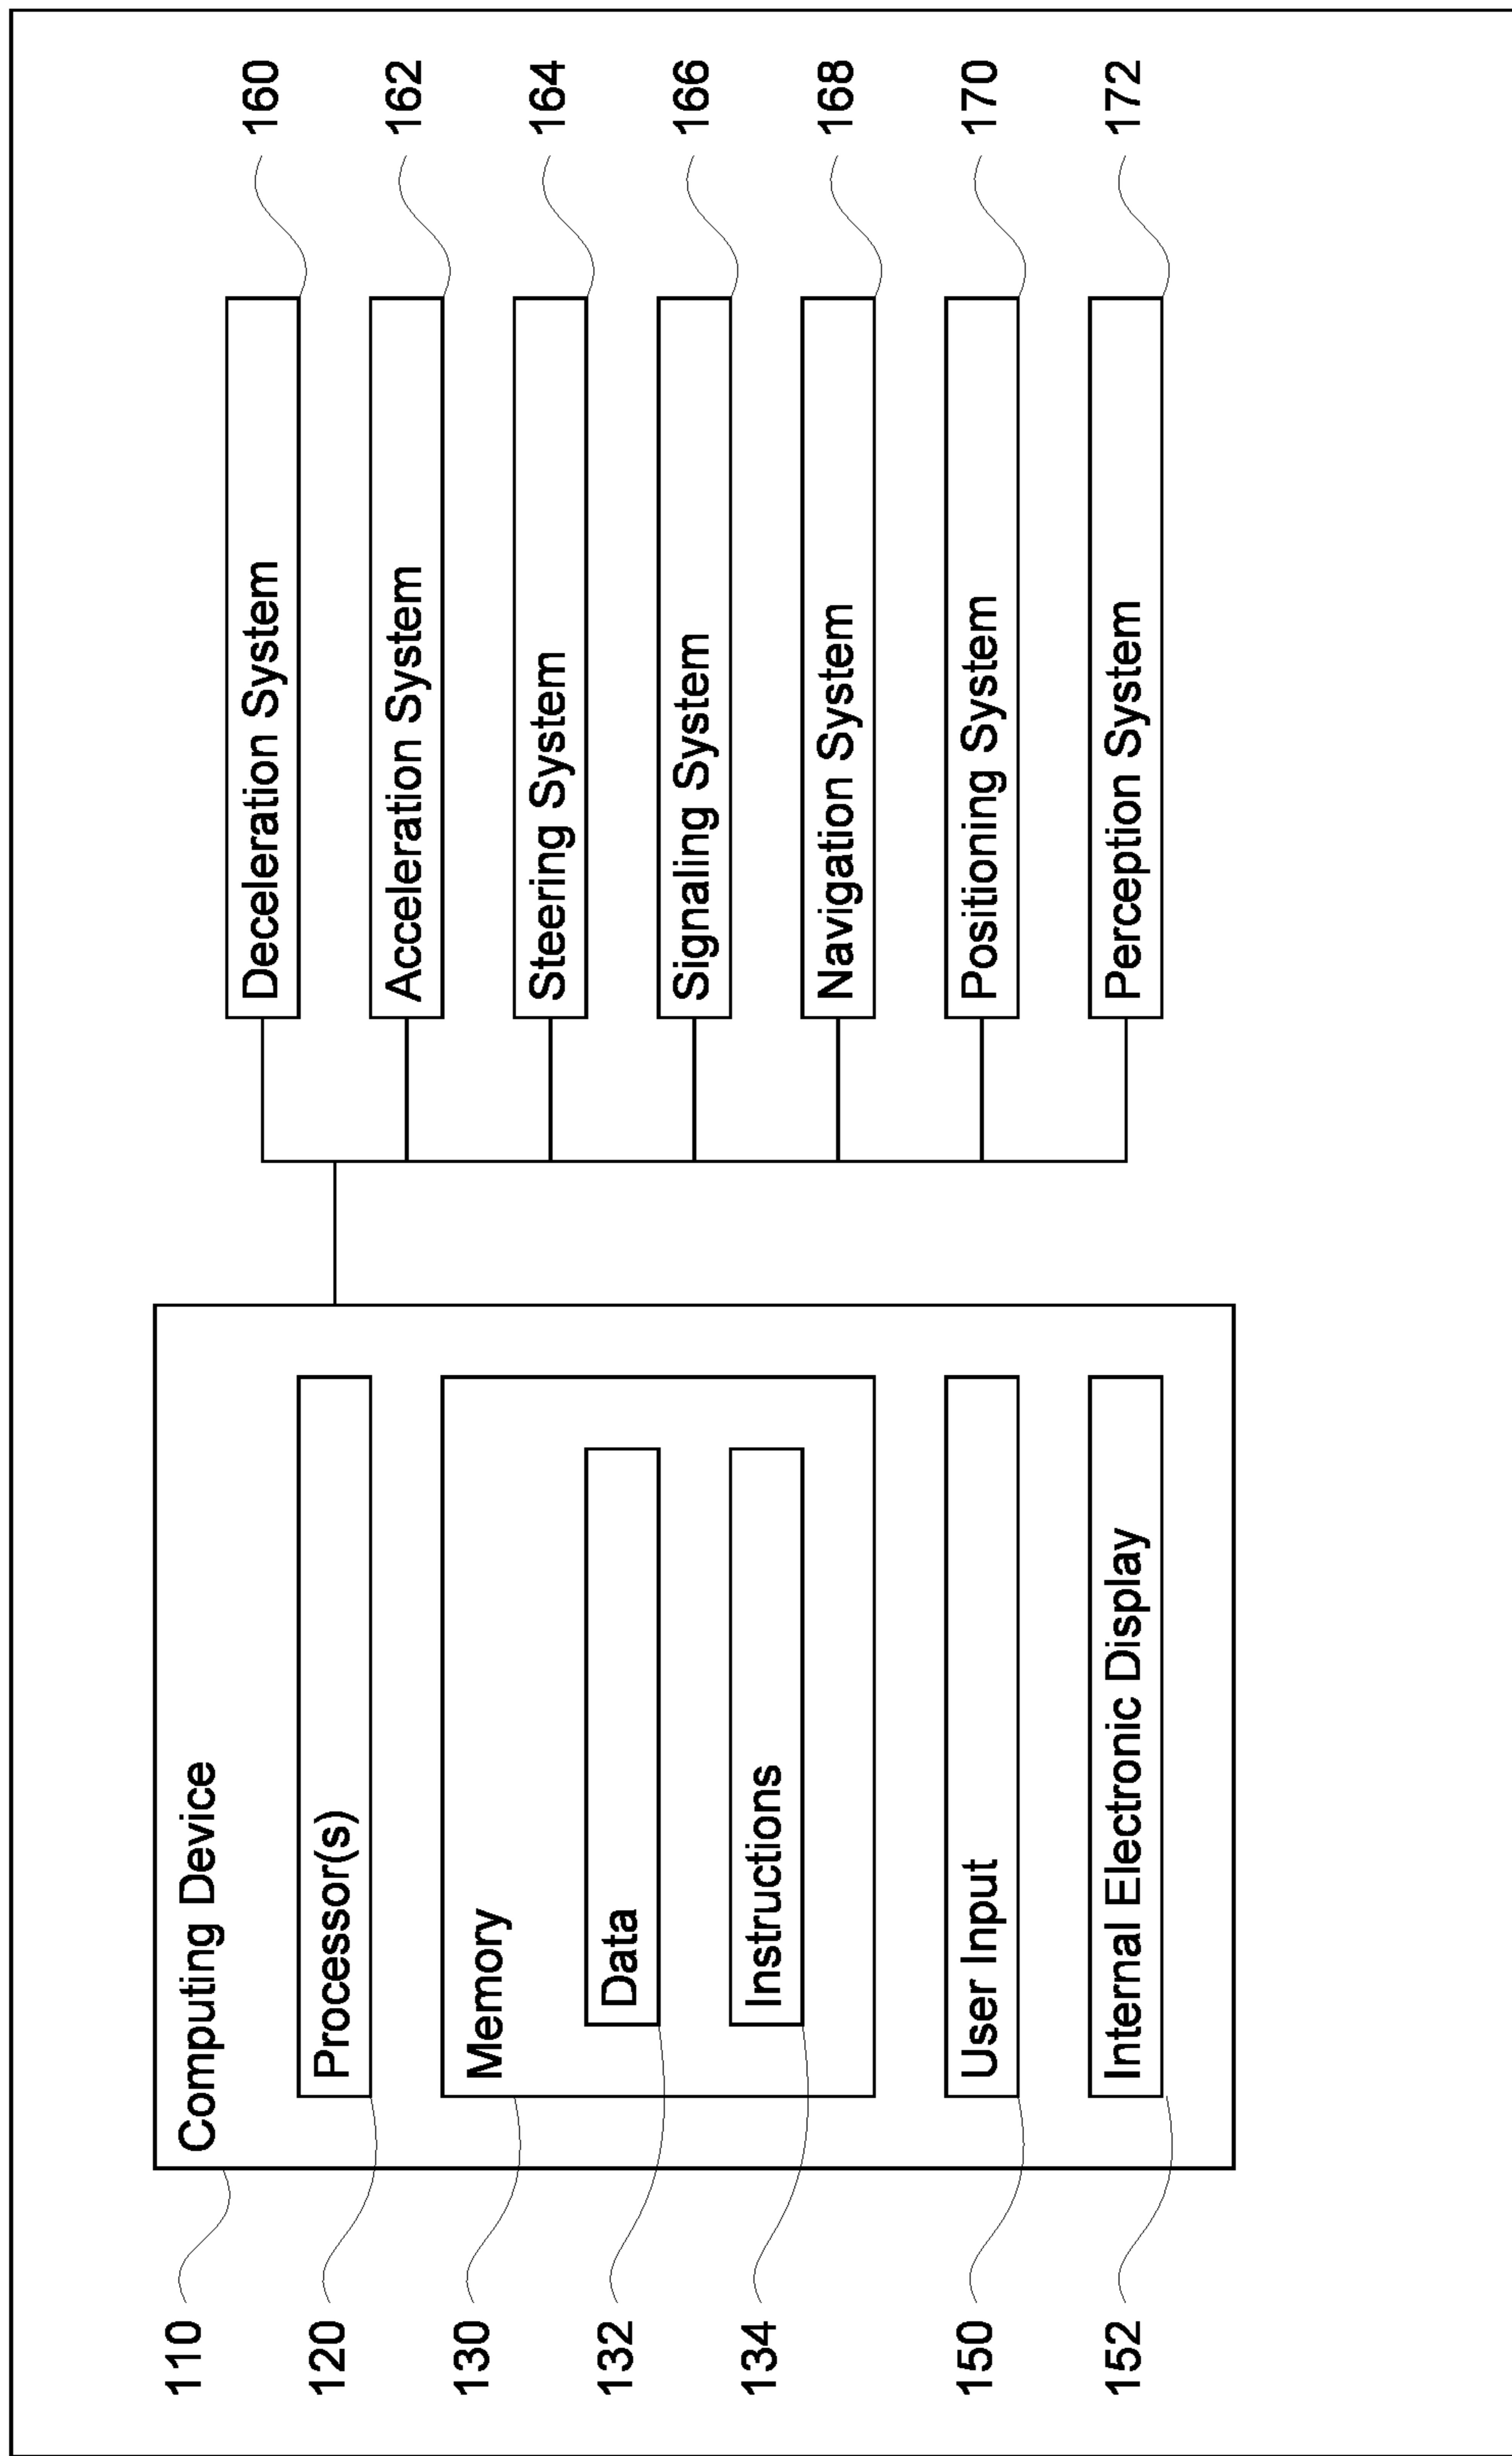 110
Computing Device
120
Processor(s)
130
Memory
132
Data
134
Instructions
150
User Input
152
Internal Electronic Display
Deceleration System
160
Acceleration System
162
Steering System
164
Signaling System
166
Navigation System
168
Positioning System
170
Perception System
172